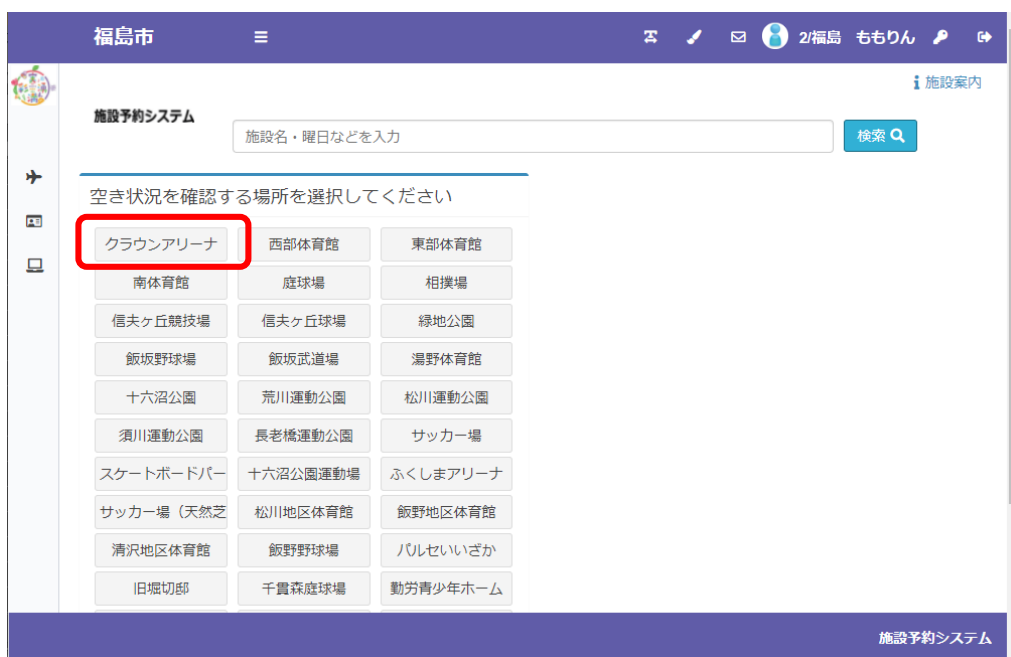 福島市
2/福島 ももりん
施設案内
施設予約システム
施設名・曜日などを入力
検索
空き状況を確認する場所を選択してください
クラウンアリーナ 西部体育館 東部体育館
南体育館 庭球場 相撲場
信夫ヶ丘競技場 信夫ヶ丘球場 緑地公園
飯坂野球場 飯坂武道場 湯野体育館
十六沼公園 荒川運動公園 松川運動公園
須川運動公園 長老橋運動公園 サッカー場
スケートボードパー 十六沼公園運動場 ふくしまアリーナ
サッカー場（天然芝 松川地区体育館 飯野地区体育館
清沢地区体育館 飯野野球場 パルセいいざか
旧堀切邸 千貫森庭球場 勤労青少年ホーム
施設予約システム